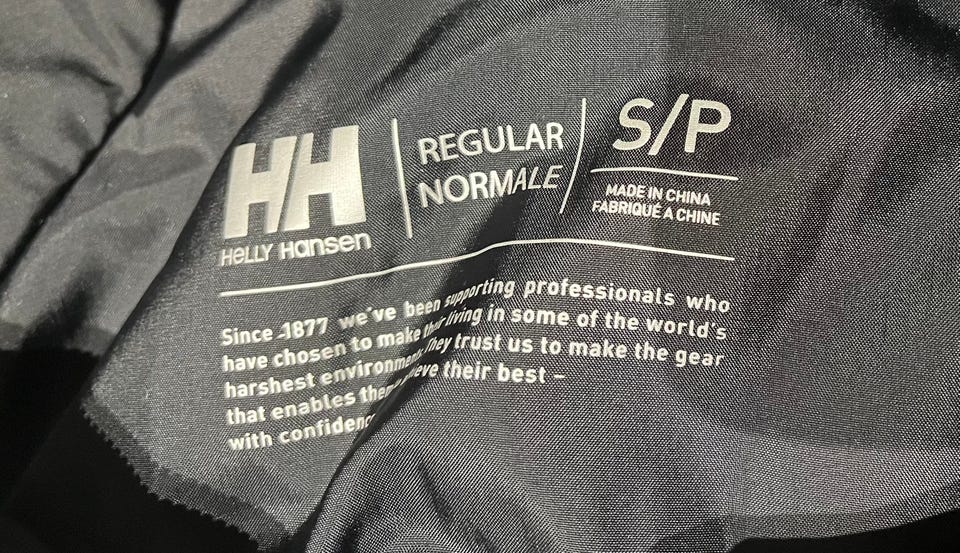 HH
HELLY HANSEN
REGULAR
NORMALE
S/P
MADE IN CHINA
FABRIQUÉ À CHINE
Since 1877 we've been supporting professionals who
have chosen to make their living in some of the world's
harshest environments. They trust us to make the gear
that enables them their best –
with